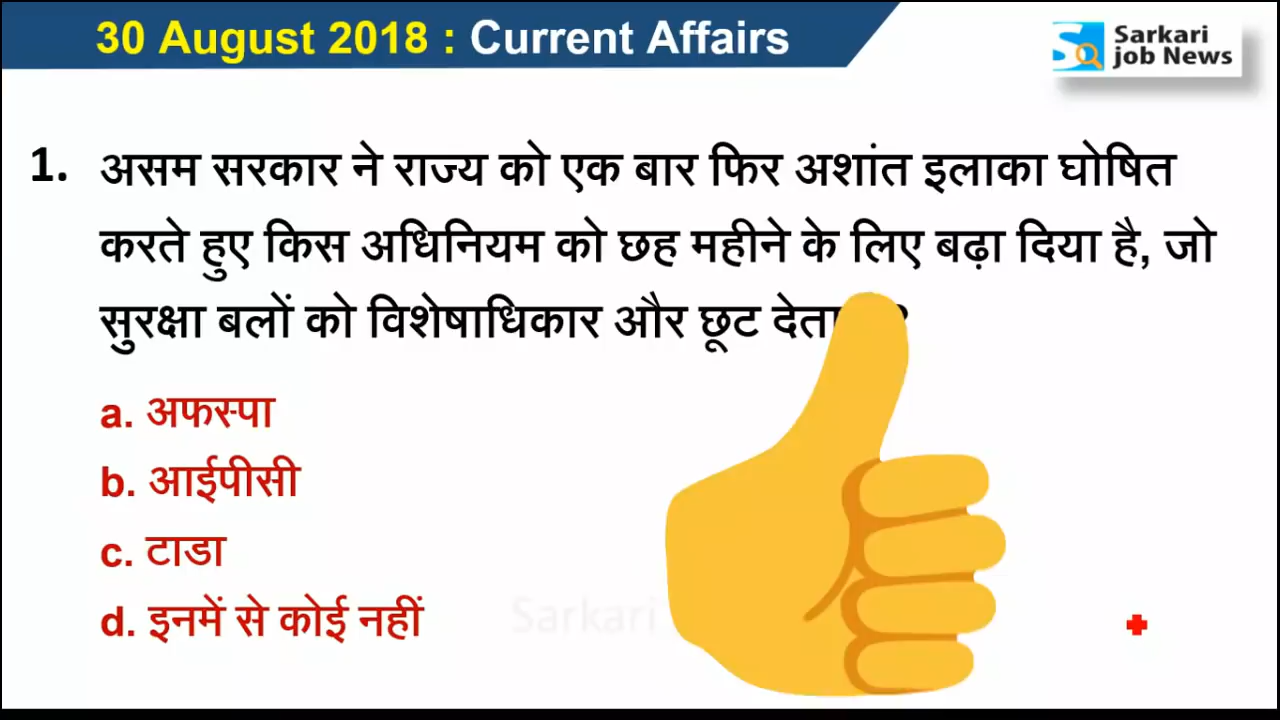 30 August 2018 : Current Affairs
Sarkari
job News
1. असम सरकार ने राज्य को एक बार फिर अशांत इलाका घोषित
करते हुए किस अधिनियम को छह महीने के लिए बढ़ा दिया है, जो
सुरक्षा बलों को विशेषाधिकार और छूट देता
a. अफस्पा
b. आईपीसी
c. टाडा
d. इनमें से कोई नहीं
Sarkari